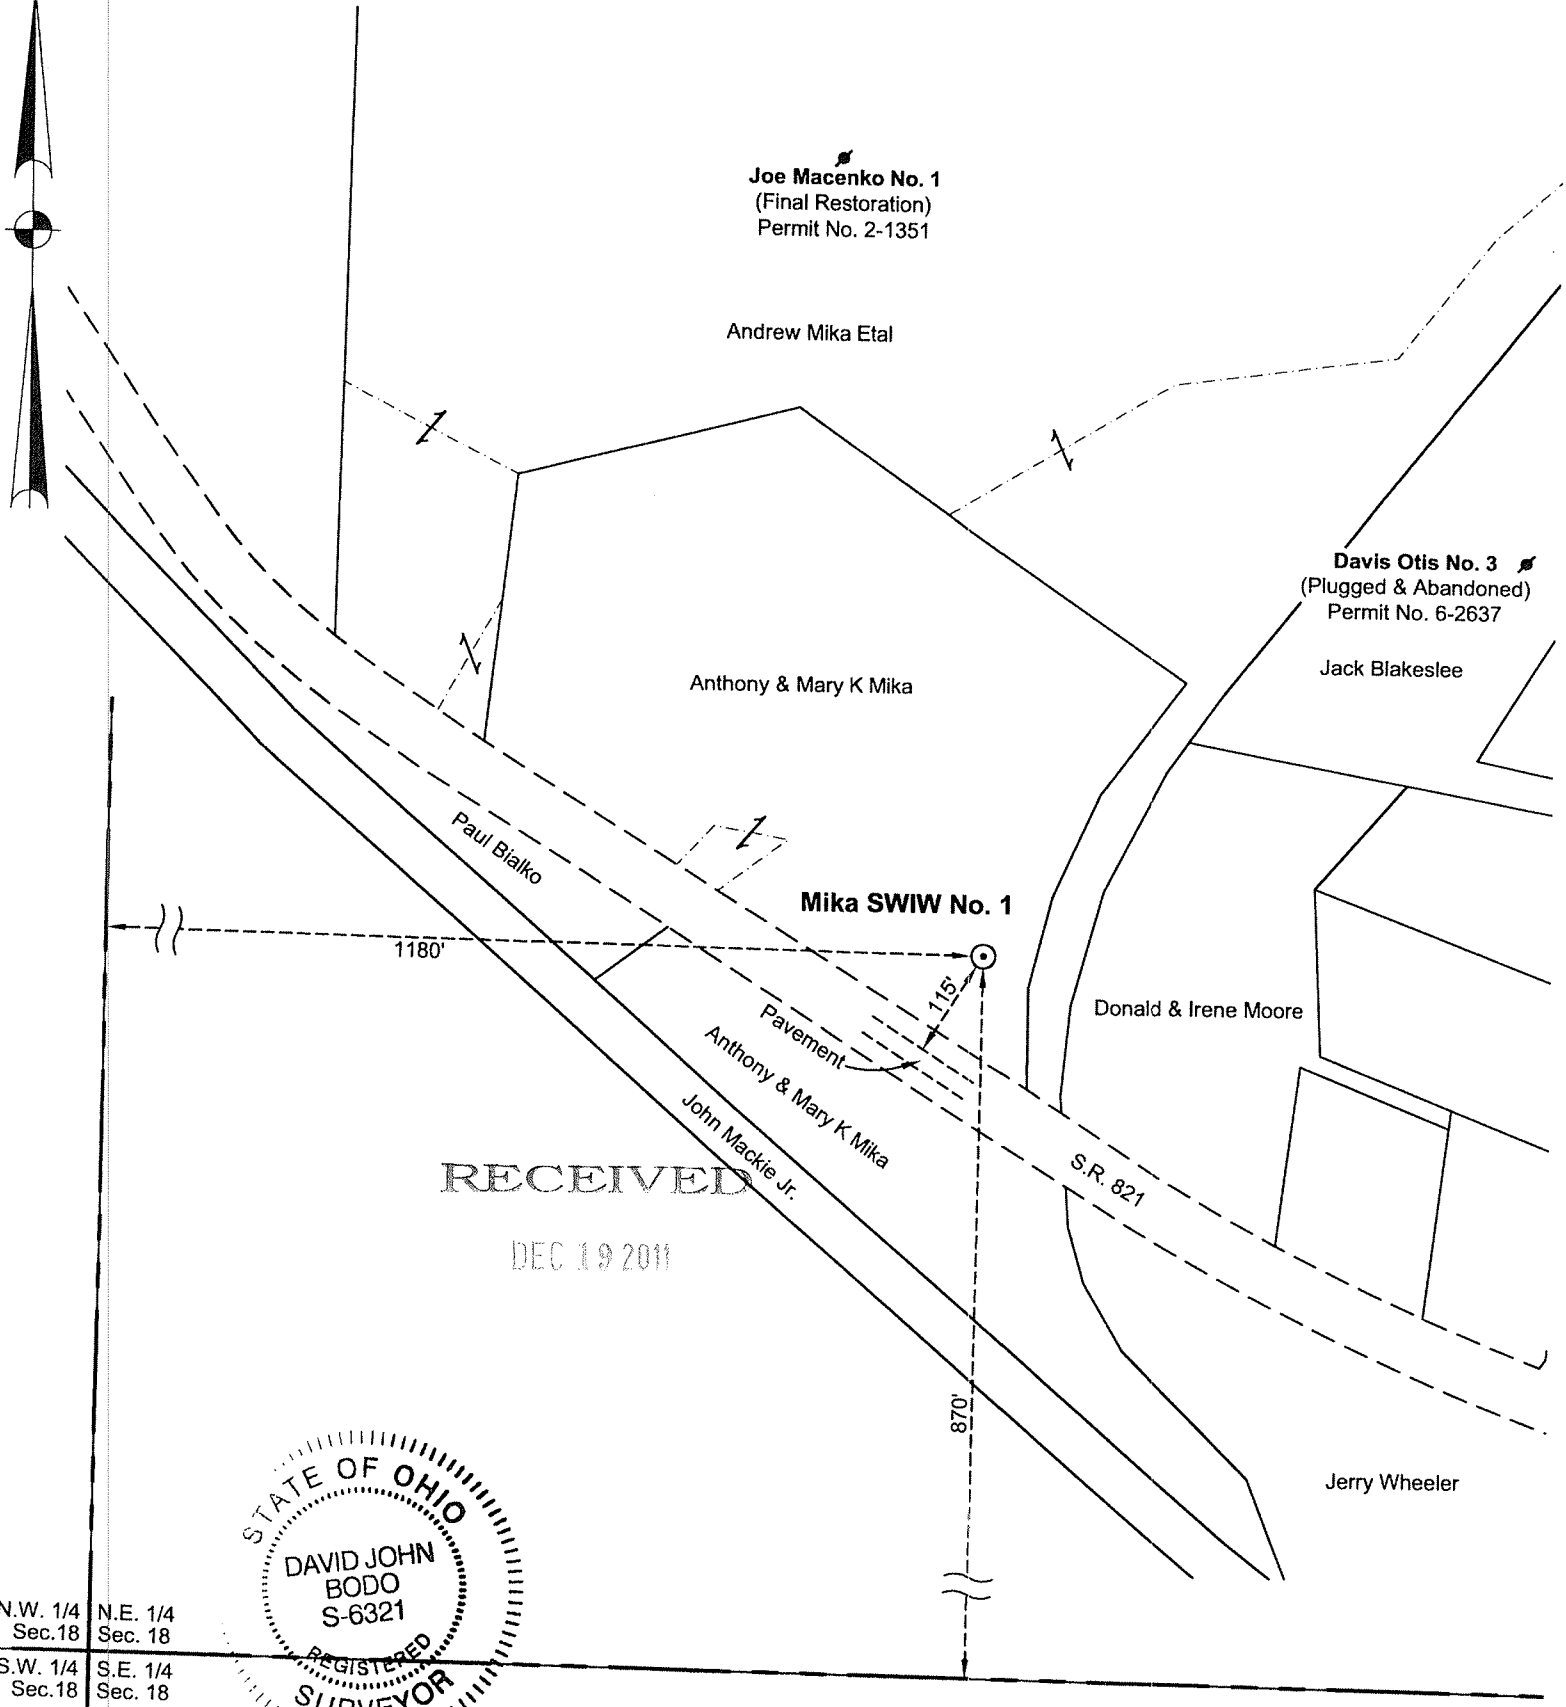 Joe Macenko No. 1
(Final Restoration)
Permit No. 2-1351
Andrew Mika Etal
Davis Otis No. 3
(Plugged & Abandoned)
Permit No. 6-2637
Jack Blakeslee
Anthony & Mary K Mika
Paul Bialko
Mika SWIW No. 1
1180'
115'
Donald & Irene Moore
Pavement
Anthony & Mary K Mika
John Mackie Jr.
S.R. 821
RECEIVED
DEC 19 2011
870'
Jerry Wheeler
STATE OF OHIO
DAVID JOHN
BODO
S-6321
REGISTERED
SURVEYOR
N.W. 1/4
Sec.18
N.E. 1/4
Sec. 18
S.W. 1/4
Sec.18
S.E. 1/4
Sec. 18